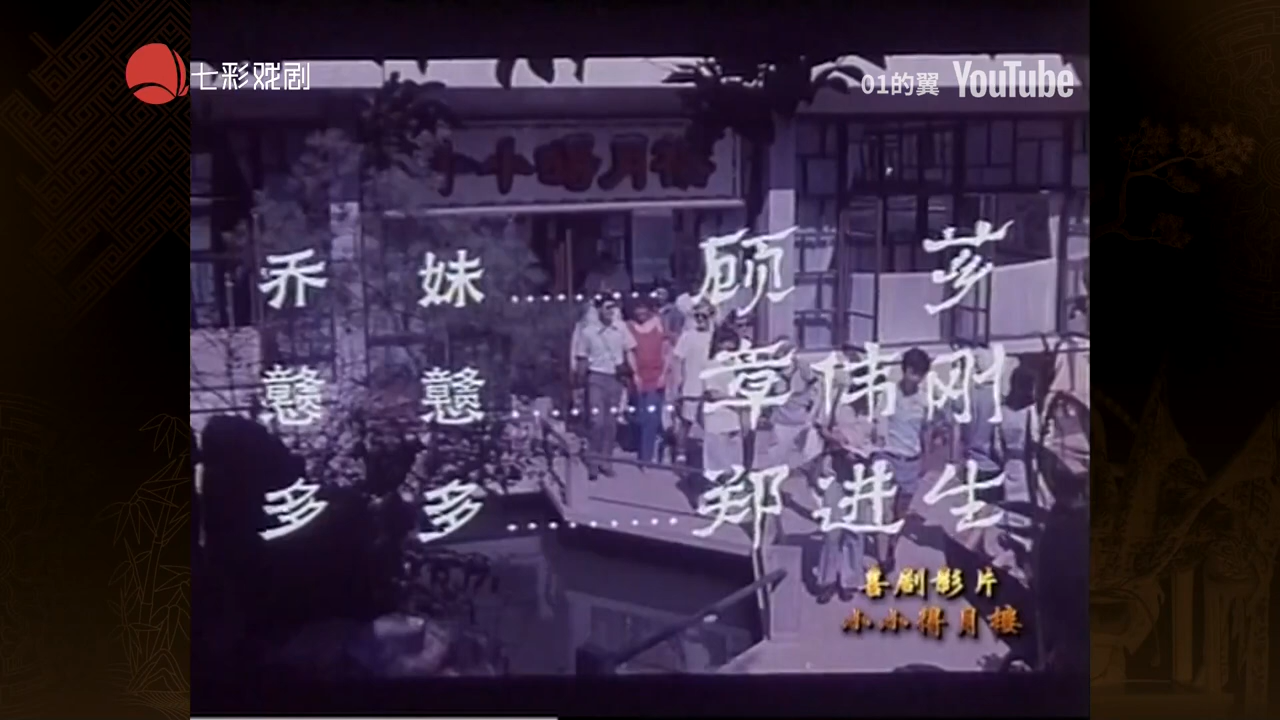 七彩戏剧
01的翼 YouTube
小小得月楼
乔 妹 .......... 顾 芗
戆 戆 .......... 章伟刚
多 多 .......... 郑进生
喜剧影片
小小得月楼